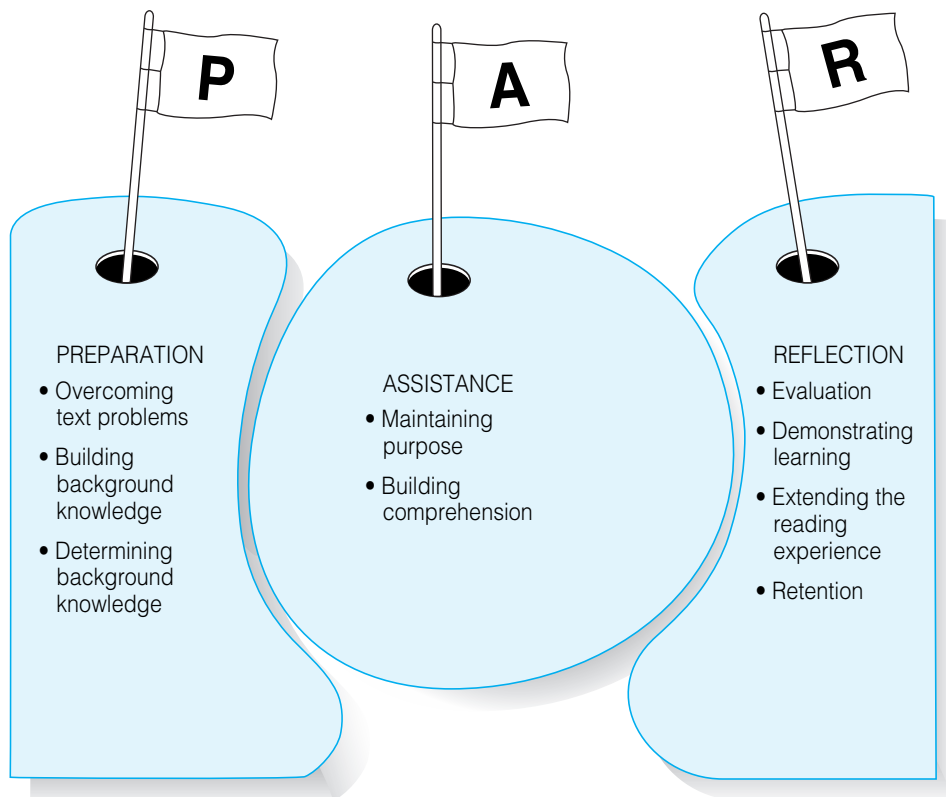 P
A
R
PREPARATION
• Overcoming
text problems
• Building
background
knowledge
• Determining
background
knowledge
ASSISTANCE
• Maintaining
purpose
• Building
comprehension
REFLECTION
• Evaluation
• Demonstrating
learning
• Extending the
reading
experience
• Retention